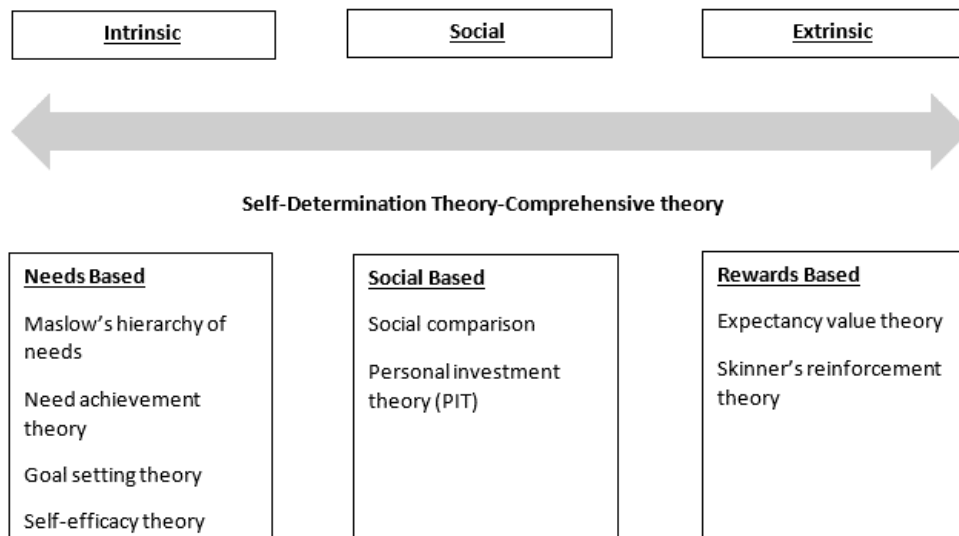 Intrinsic
Social
Extrinsic
Self-Determination Theory-Comprehensive theory
Needs Based
Maslow's hierarchy of
needs
Need achievement
theory
Goal setting theory
Self-efficacy theory
Social Based
Social comparison
Personal investment
theory (PIT)
Rewards Based
Expectancy value theory
Skinner's reinforcement
theory